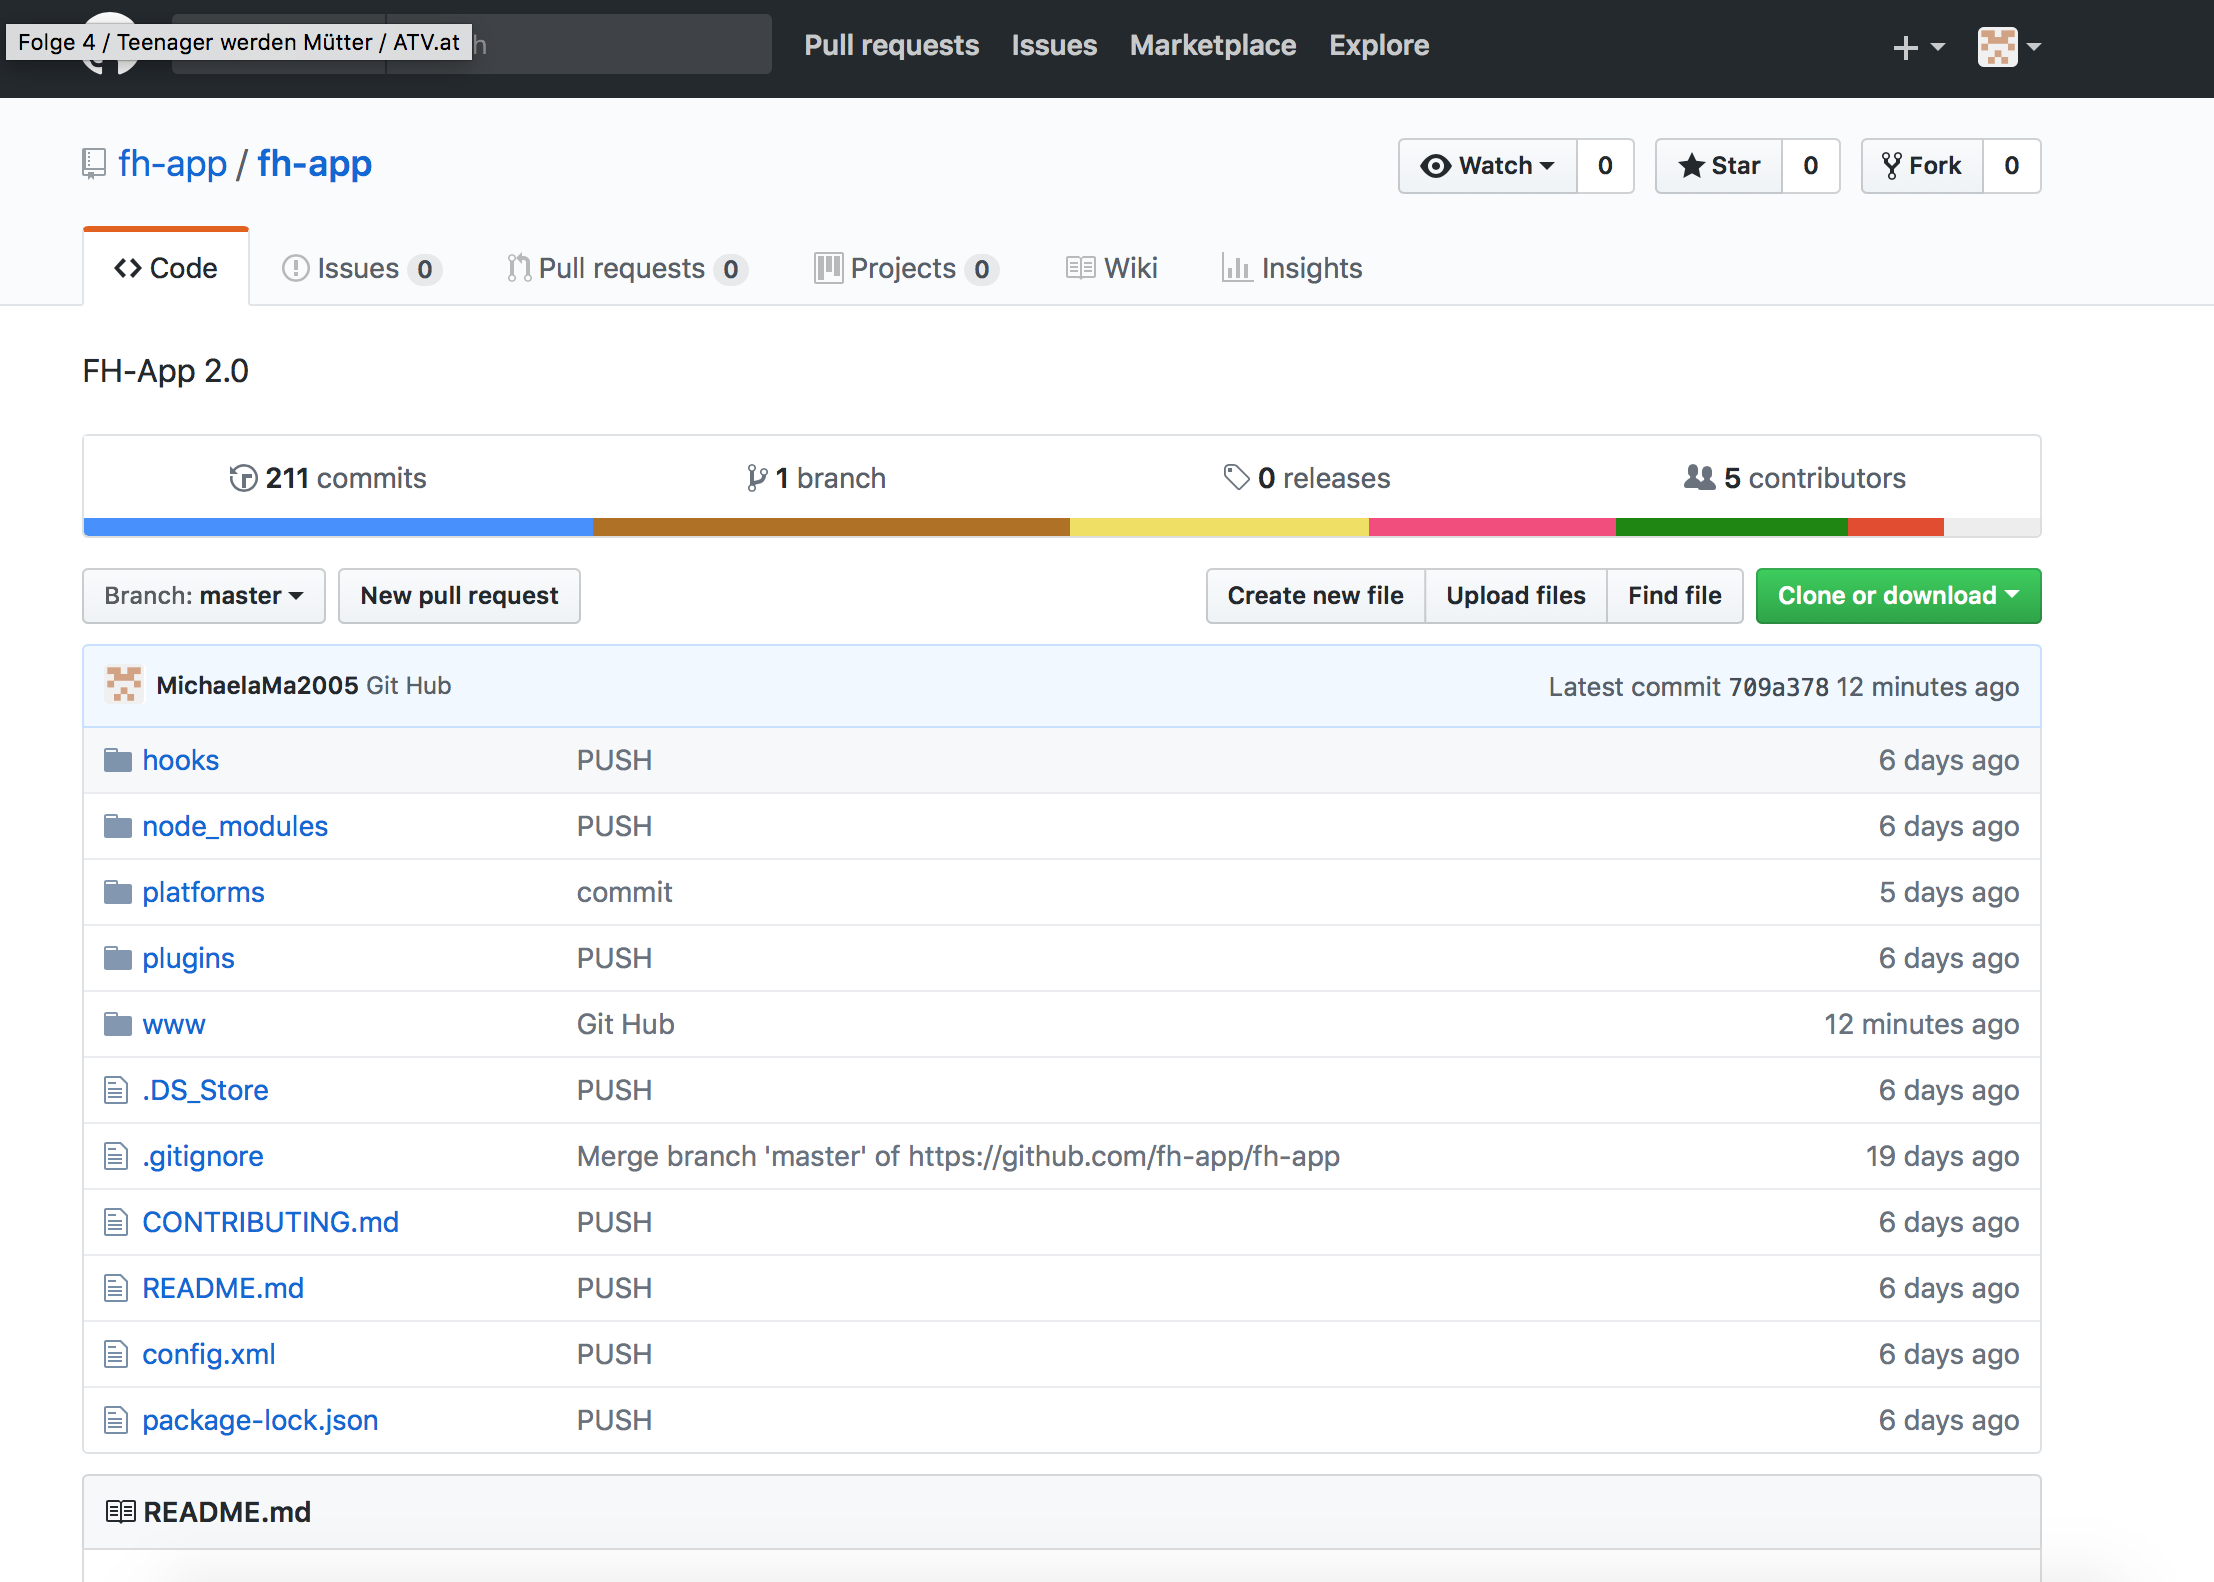 Folge 4 / Teenager werden Mütter / ATV.at h Pull requests Issues Marketplace Explore
fh-app / fh-app Watch 0 Star 0 Fork 0
Code Issues 0 Pull requests 0 Projects 0 Wiki Insights
FH-App 2.0
211 commits 1 branch 0 releases 5 contributors
Branch: master New pull request Create new file Upload files Find file Clone or download
MichaelaMa2005 Git Hub Latest commit 709a378 12 minutes ago
hooks PUSH 6 days ago
node_modules PUSH 6 days ago
platforms commit 5 days ago
plugins PUSH 6 days ago
www Git Hub 12 minutes ago
.DS_Store PUSH 6 days ago
.gitignore Merge branch 'master' of https://github.com/fh-app/fh-app 19 days ago
CONTRIBUTING.md PUSH 6 days ago
README.md PUSH 6 days ago
config.xml PUSH 6 days ago
package-lock.json PUSH 6 days ago
README.md